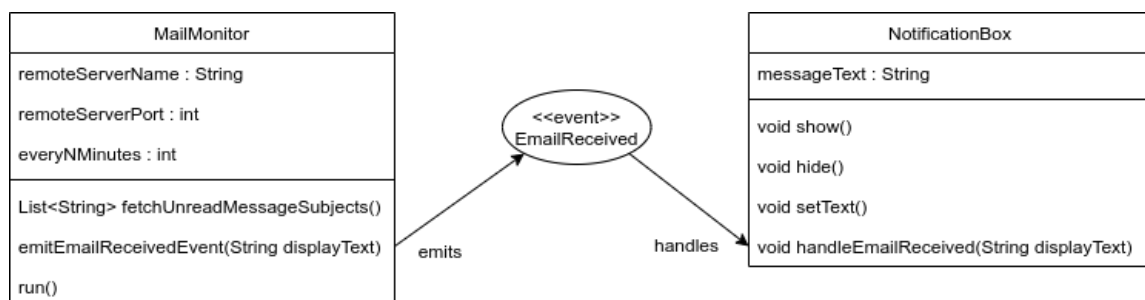 MailMonitor
remoteServerName : String
remoteServerPort : int
everyNMinutes : int
List<String> fetchUnreadMessageSubjects()
emitEmailReceivedEvent(String displayText)
run()
emits
<<event>>
EmailReceived
handles
NotificationBox
messageText : String
void show()
void hide()
void setText()
void handleEmailReceived(String displayText)